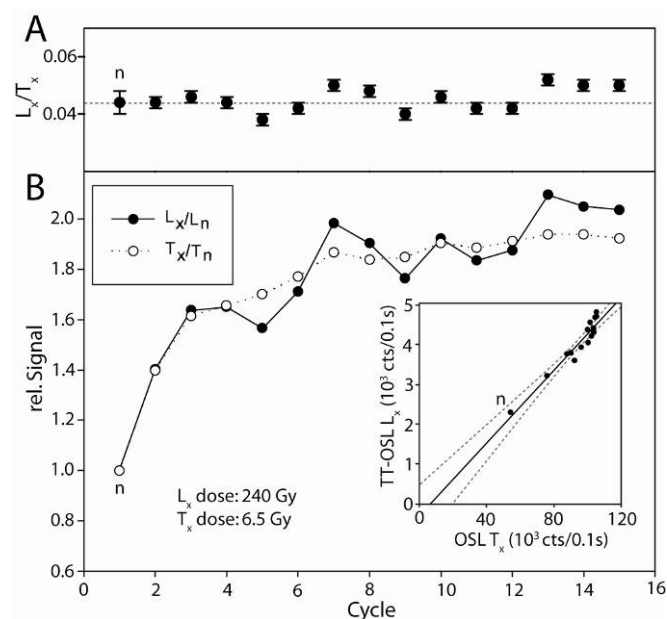 A
0.06
n
0.04
Lx/Tx
B
2.0
Lx/Ln
Tx/Tn
1.8
1.6
1.4
1.2
1.0
n
0.8
0.6
rel. Signal
Lx dose: 240 Gy
Tx dose: 6.5 Gy
5
4
3
2
1
0
n
TT-OSL Lx (10³ cts/0.1s)
0 40 80 120
OSL Tx (10³ cts/0.1s)
0 2 4 6 8 10 12 14 16
Cycle